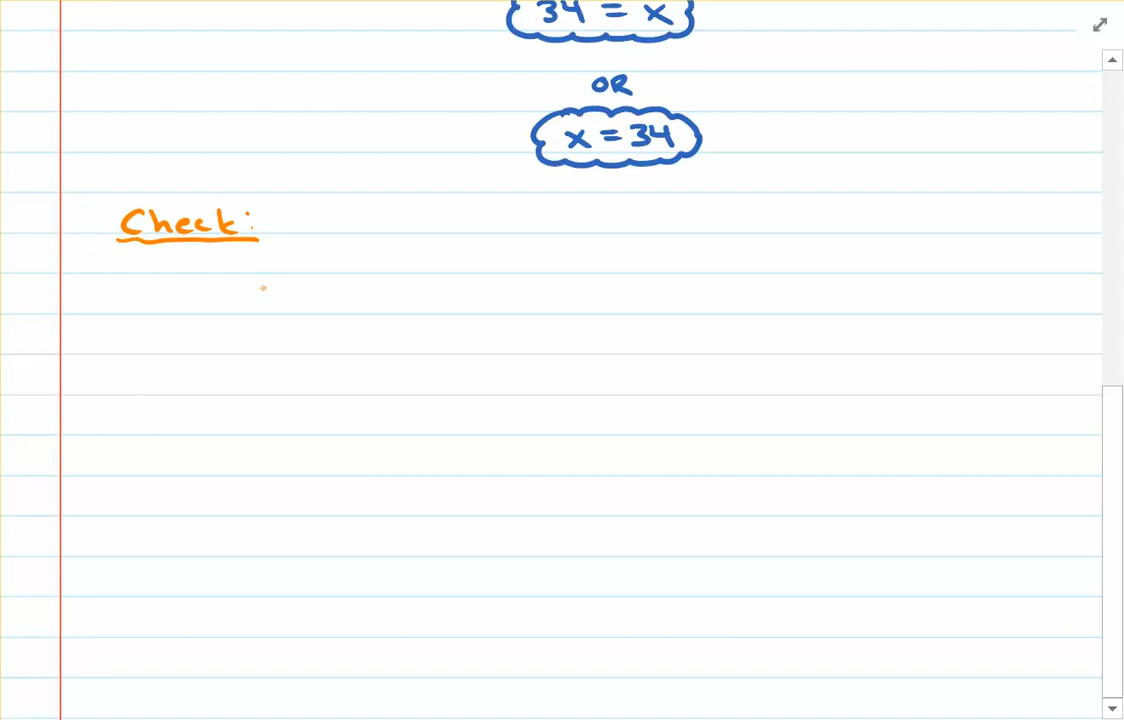 34 = x
OR
x = 34
Check: